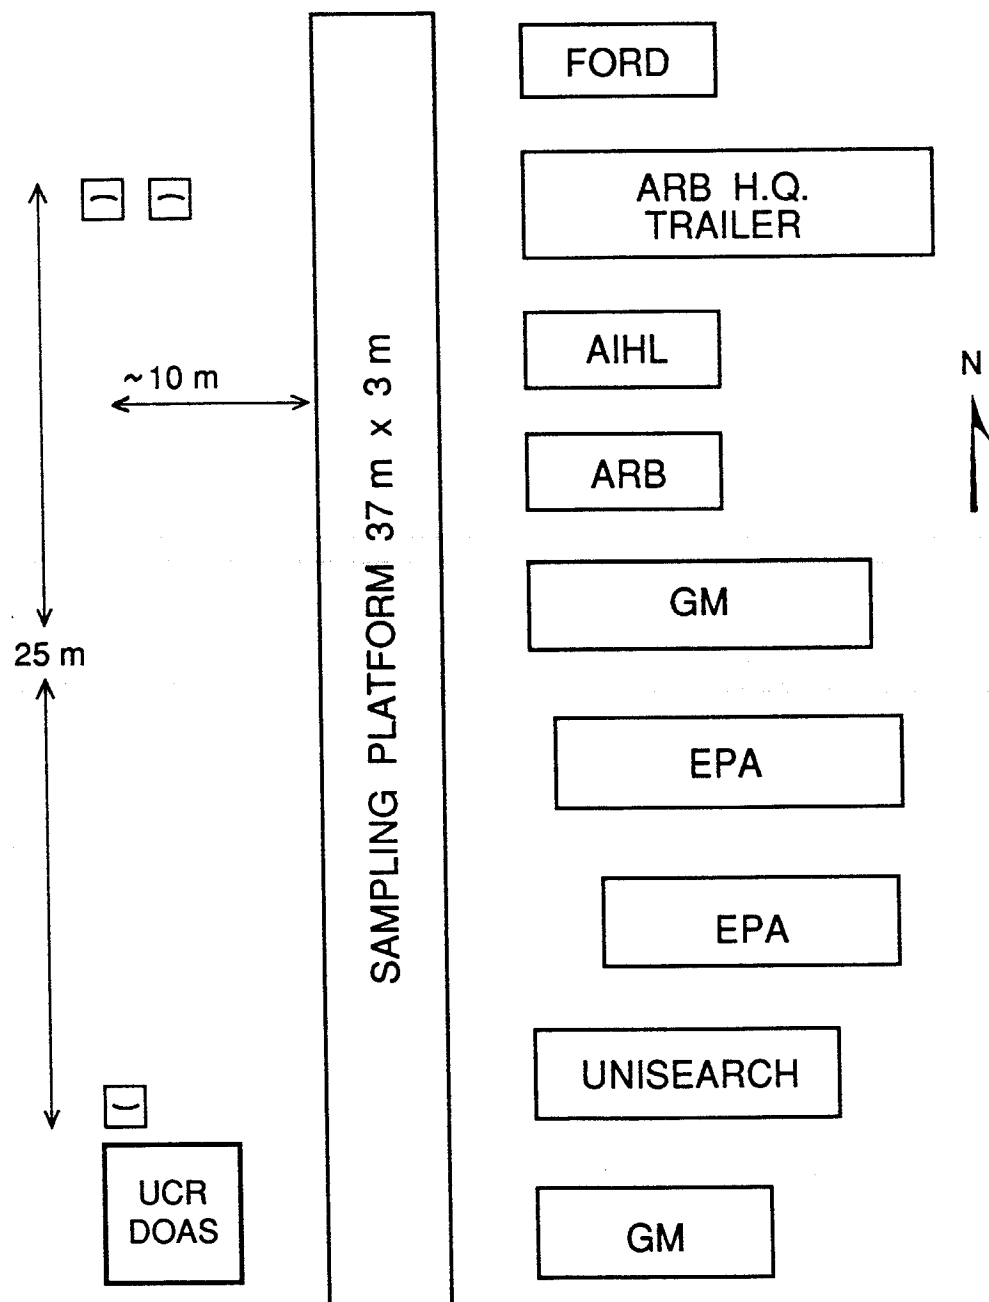 FORD
ARB H.Q.
TRAILER
AIHL
~10 m
N
ARB
SAMPLING PLATFORM 37 m x 3 m
GM
25 m
EPA
EPA
UNISEARCH
UCR
DOAS
GM